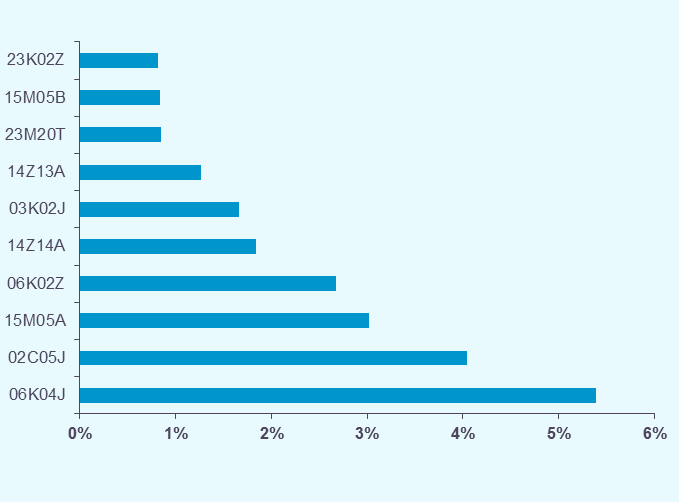 23K02Z
15M05B
23M20T
14Z13A
03K02J
14Z14A
06K02Z
15M05A
02C05J
06K04J
0% 1% 2% 3% 4% 5% 6%